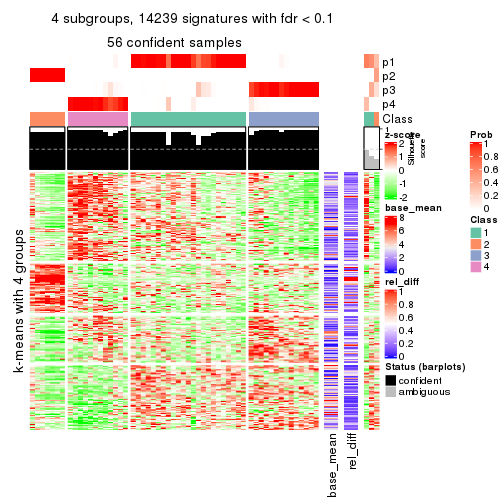 4 subgroups, 14239 signatures with fdr < 0.1
56 confident samples
p1
p2
p3
p4
Class
1
Silhouette
score
k-means with 4 groups
base_mean
rel_diff
z-score
2
1
0
-1
-2
base_mean
8
6
4
2
0
rel_diff
1
0.8
0.6
0.4
0.2
0
Status (barplots)
confident
ambiguous
Prob
1
0.8
0.6
0.4
0.2
0
Class
1
2
3
4